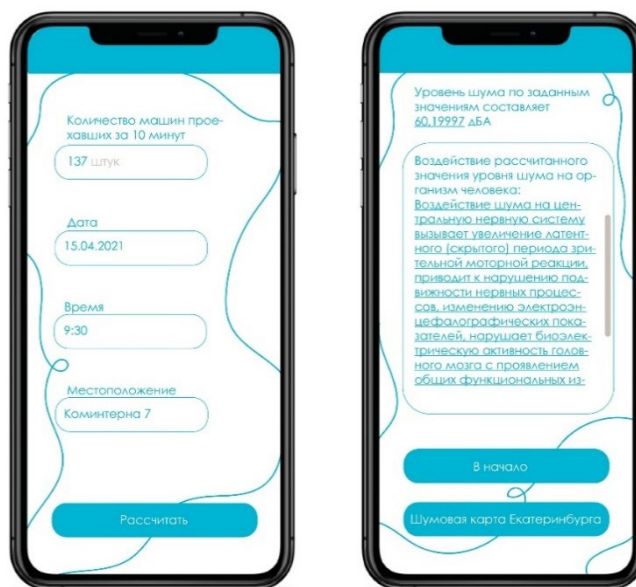 Количество машин прое-
хавших за 10 минут
137 штук
Дата
15.04.2021
Время
9:30
Местоположение
Коминтерна 7
Рассчитать
Уровень шума по заданным
значениям составляет
60,19997 дБА
Воздействие рассчитанного
значения уровня шума на ор-
ганизм человека:
Воздействие шума на цен-
тральную нервную систему
вызывает увеличение латент-
ного (скрытого) периода зри-
тельной моторной реакции,
приводит к нарушению под-
вижности нервных процес-
сов, изменению электроэн-
цефалографических пока-
зателей, нарушает биоэлек-
трическую активность голов-
ного мозга с проявлением
общих функциональных из-
В начало
Шумовая карта Екатеринбурга